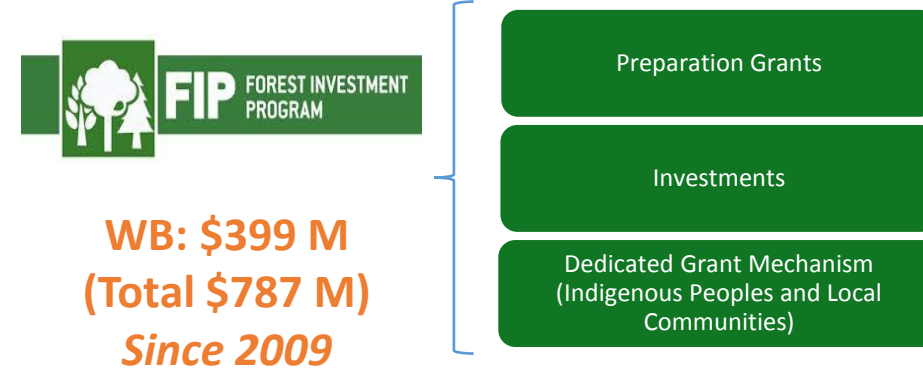 FIP FOREST INVESTMENT
PROGRAM
WB: $399 M
(Total $787 M)
Since 2009
Preparation Grants
Investments
Dedicated Grant Mechanism
(Indigenous Peoples and Local
Communities)